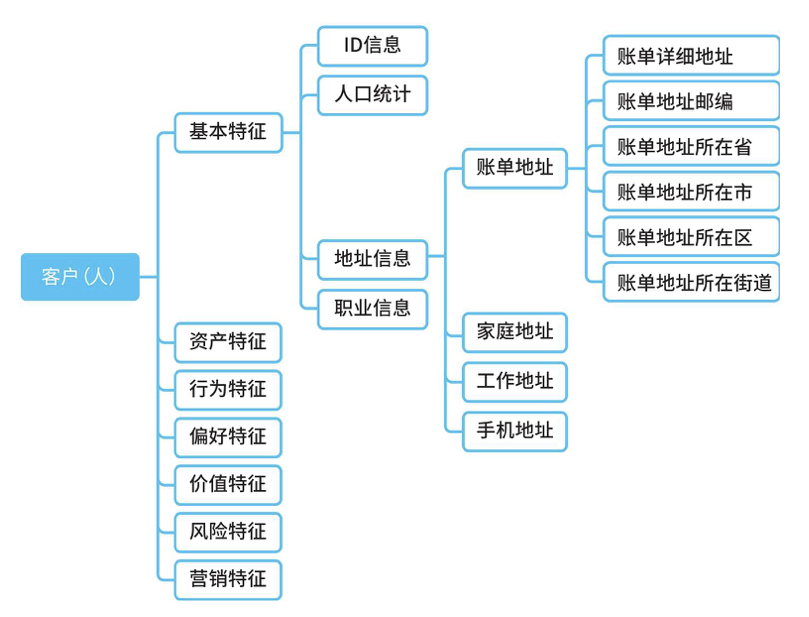 客户(人)
基本特征
ID信息
人口统计
地址信息
账单地址
账单详细地址
账单地址邮编
账单地址所在省
账单地址所在市
账单地址所在区
账单地址所在街道
家庭地址
工作地址
手机地址
职业信息
资产特征
行为特征
偏好特征
价值特征
风险特征
营销特征